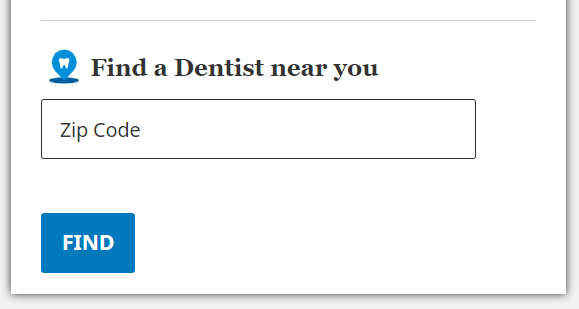 Find a Dentist near you
Zip Code
FIND